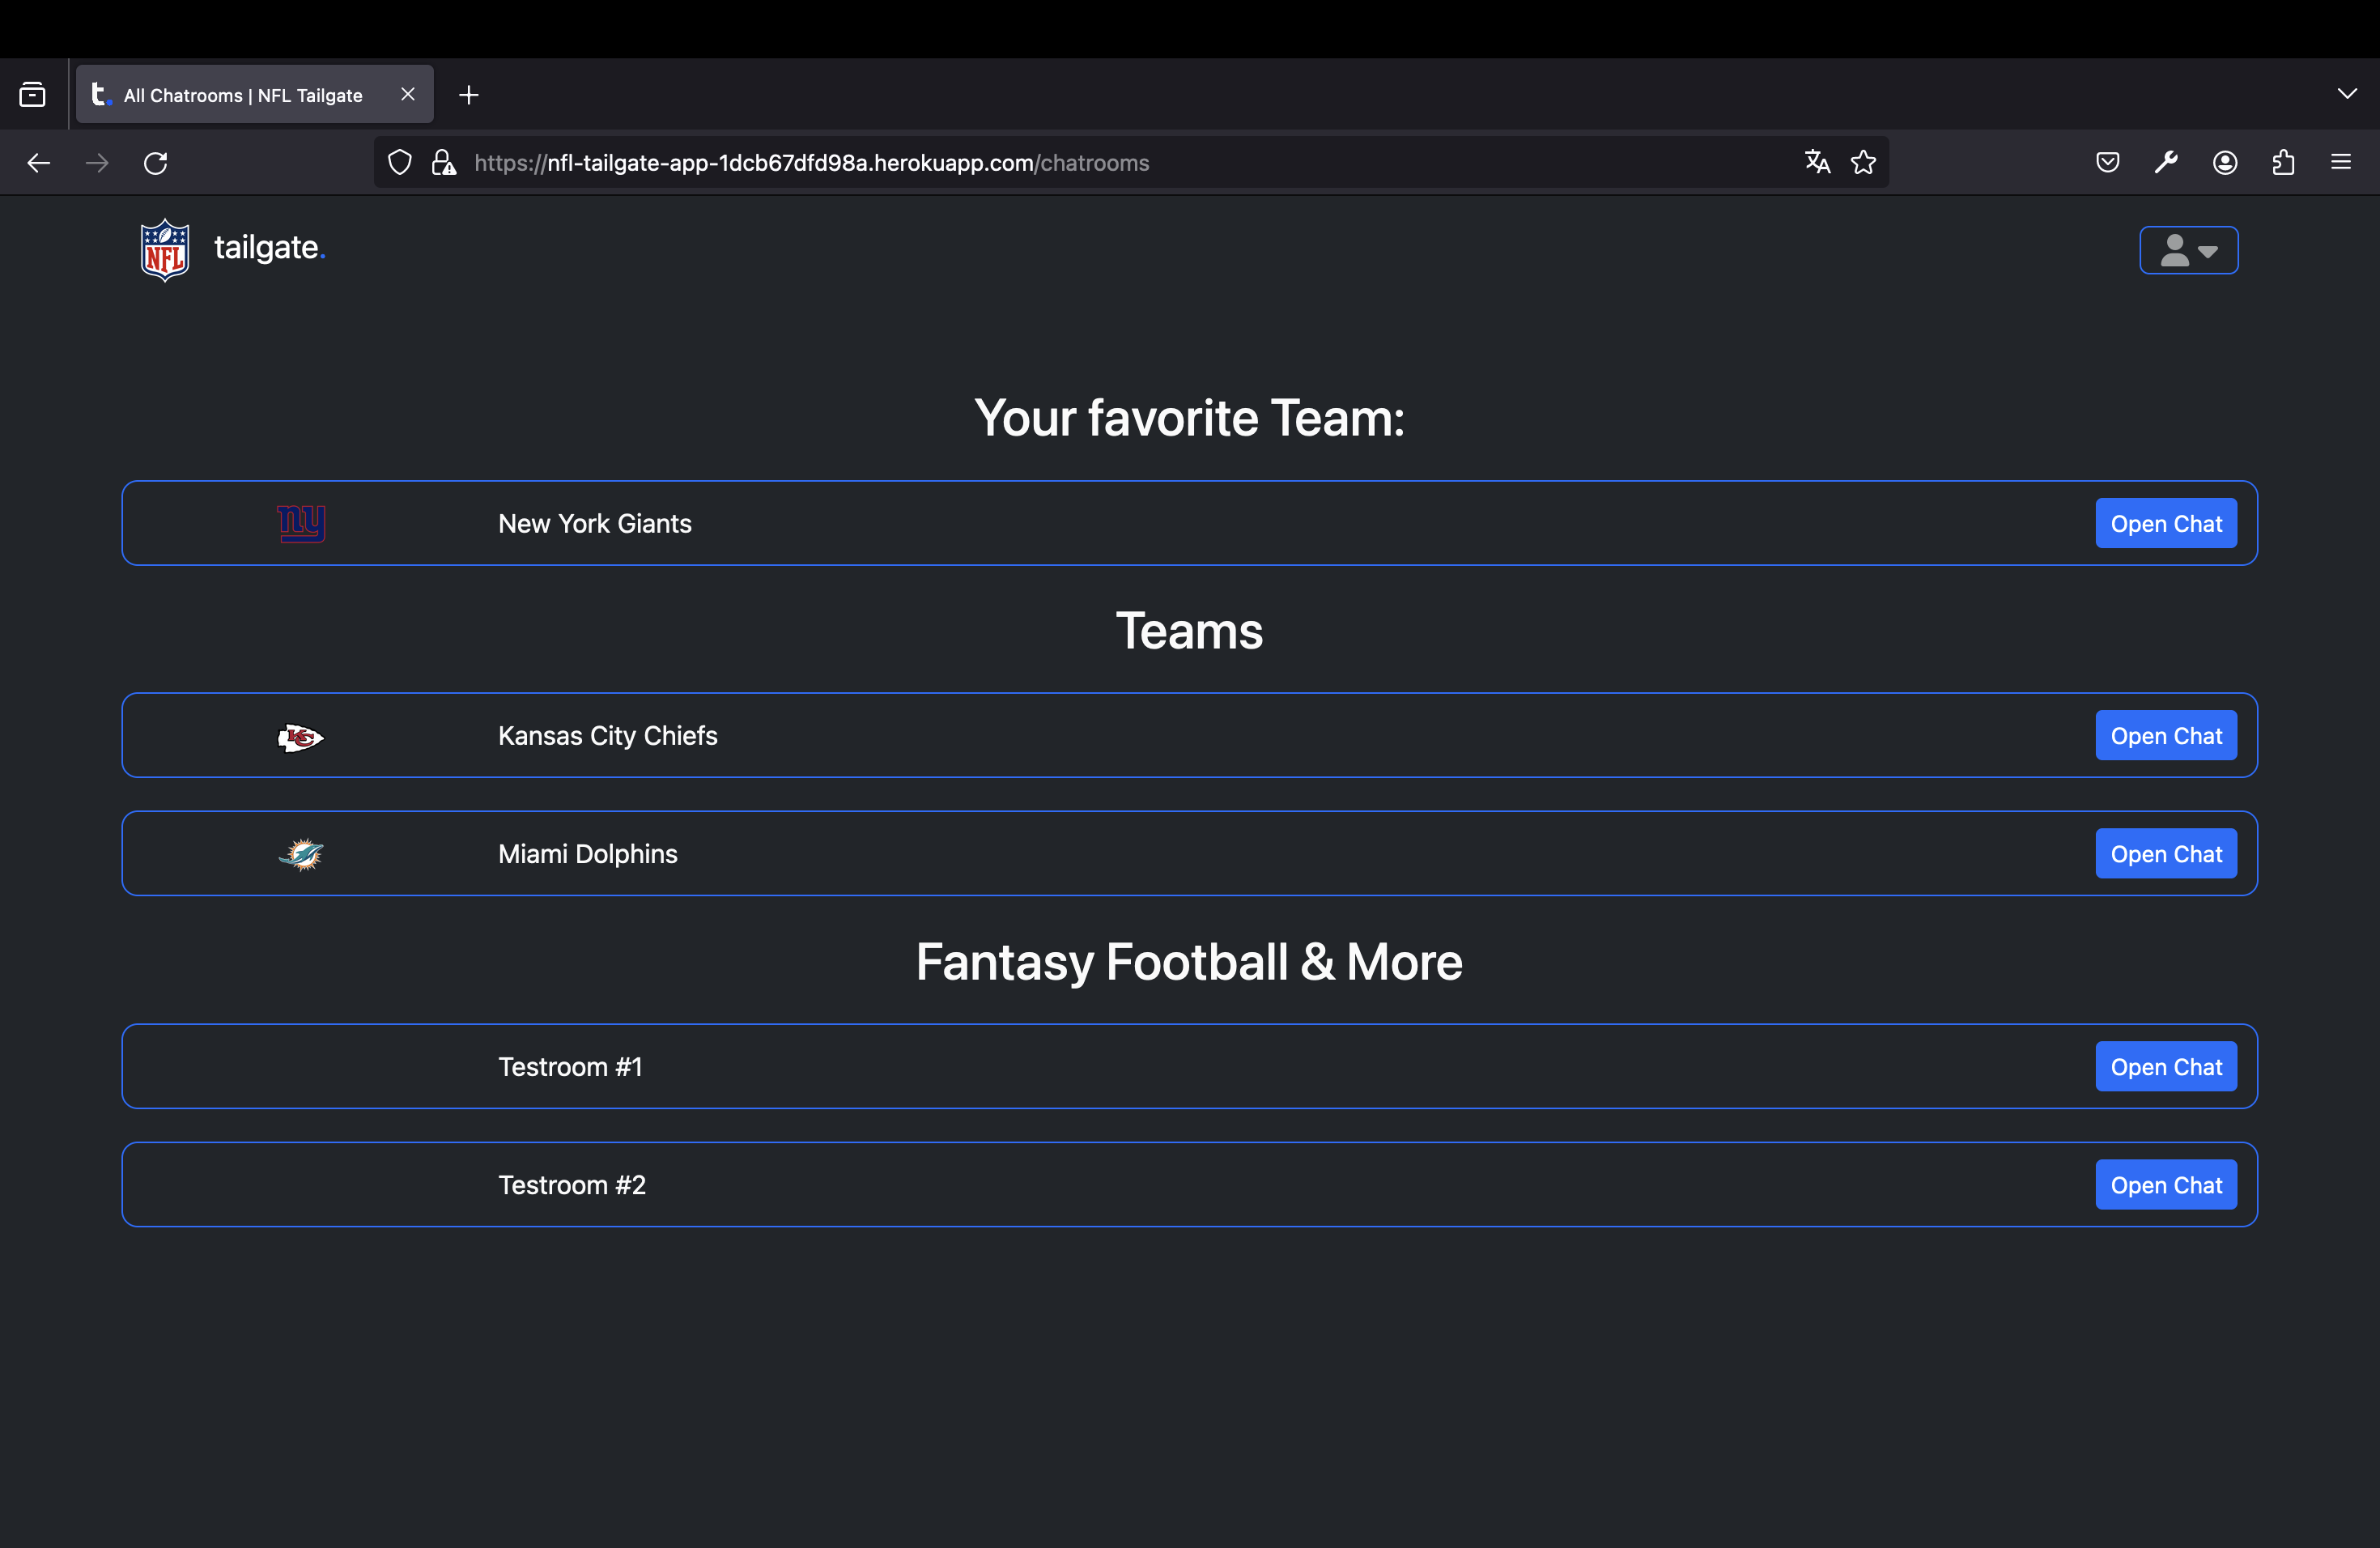 t. All Chatrooms | NFL Tailgate
https://nfl-tailgate-app-1dcb67dfd98a.herokuapp.com/chatrooms
NFL tailgate.
Your favorite Team:
ny New York Giants Open Chat
Teams
KC Kansas City Chiefs Open Chat
Miami Dolphins Open Chat
Fantasy Football & More
Testroom #1 Open Chat
Testroom #2 Open Chat